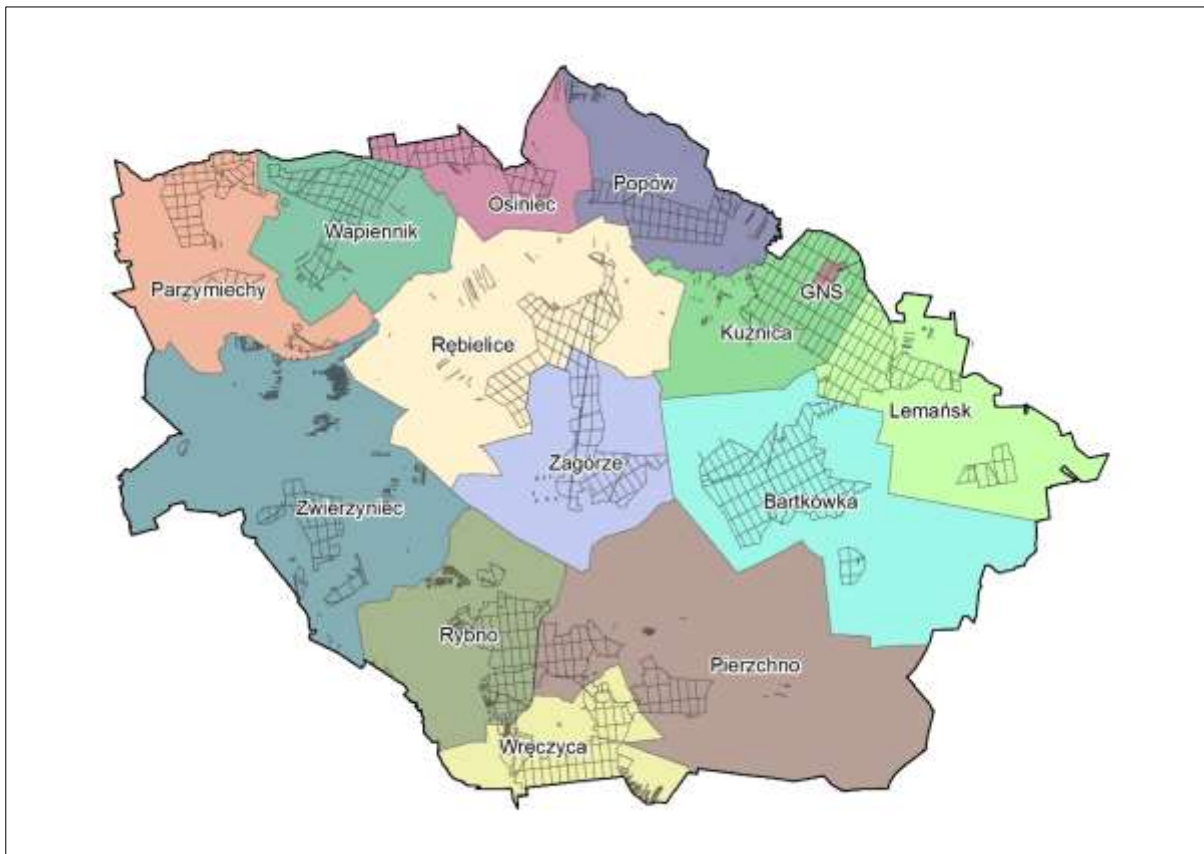 Popów
Osiniec
Wapiennik
Parzymiechy
GNS
Kuźnica
Rębielice
Lemańsk
Zagórze
Bartkówka
Zwierzyniec
Rybno
Pierzchno
Wręczyca